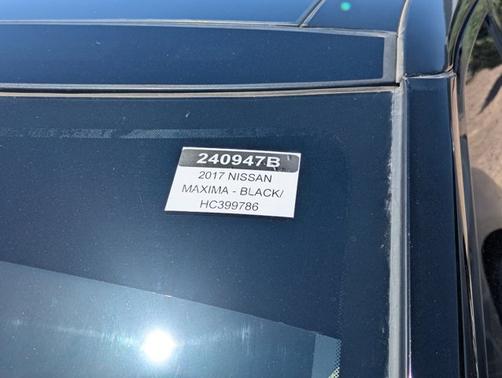 240947B
2017 NISSAN
MAXIMA - BLACK/
HC399786